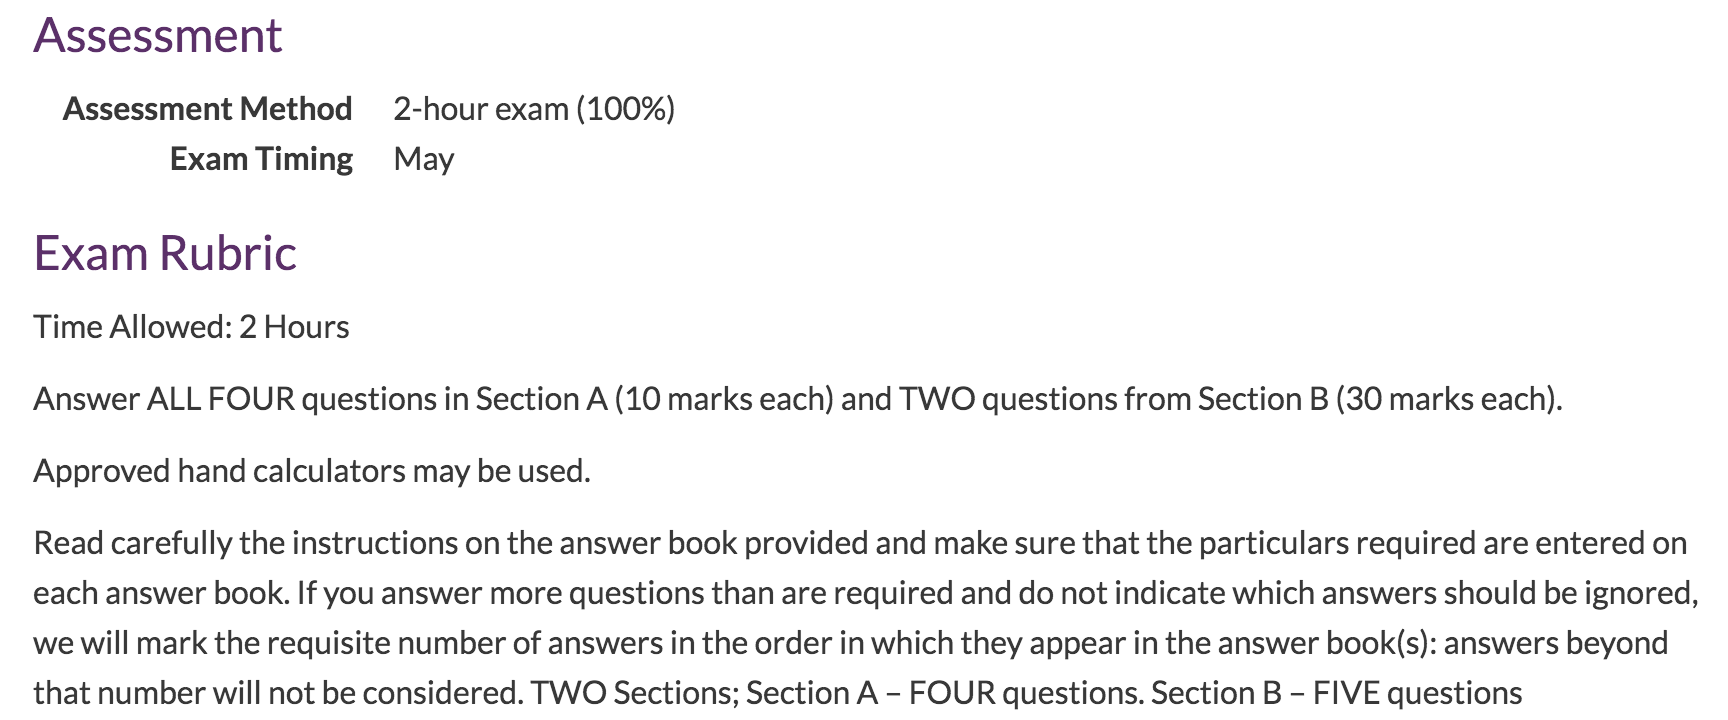 Assessment
Assessment Method 2-hour exam (100%)
Exam Timing May
Exam Rubric
Time Allowed: 2 Hours
Answer ALL FOUR questions in Section A (10 marks each) and TWO questions from Section B (30 marks each).
Approved hand calculators may be used.
Read carefully the instructions on the answer book provided and make sure that the particulars required are entered on
each answer book. If you answer more questions than are required and do not indicate which answers should be ignored,
we will mark the requisite number of answers in the order in which they appear in the answer book(s): answers beyond
that number will not be considered. TWO Sections; Section A – FOUR questions. Section B – FIVE questions